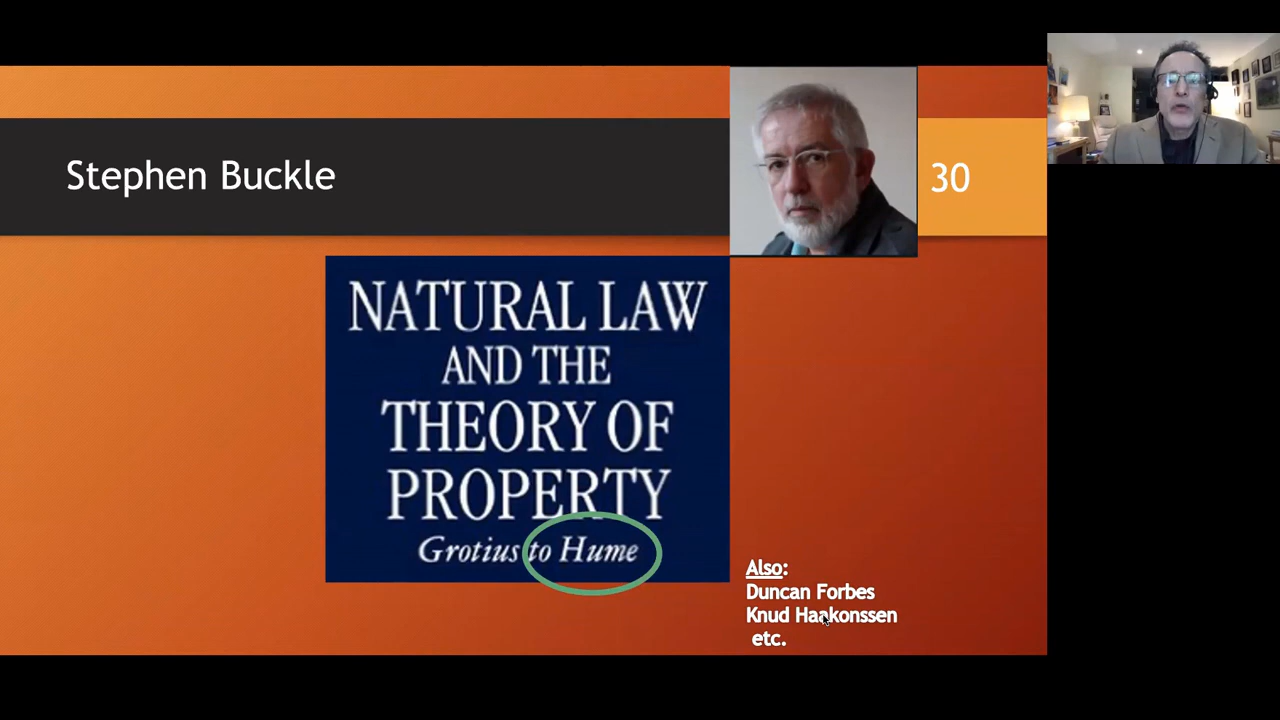 Stephen Buckle
30
NATURAL LAW
AND THE
THEORY OF
PROPERTY
Grotius to Hume
Also:
Duncan Forbes
Knud Haakonssen
etc.